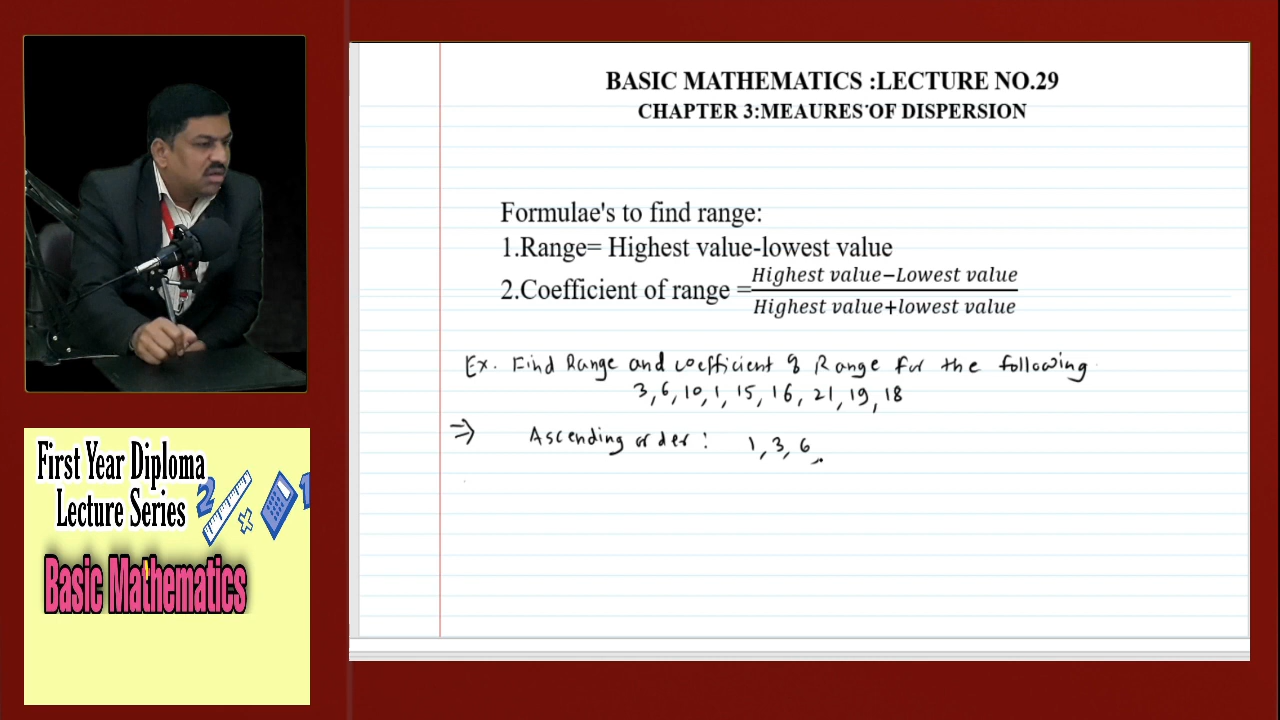 BASIC MATHEMATICS :LECTURE NO.29
CHAPTER 3:MEAURES OF DISPERSION
Formulae's to find range:
1.Range= Highest value-lowest value
2.Coefficient of range = Highest value−Lowest value
Highest value+lowest value
Ex. Find Range and coefficient of Range for the following
3, 6, 10, 1, 15, 16, 21, 19, 18
⇒ Ascending order : 1, 3, 6,
First Year Diploma
Lecture Series
2
1
Basic Mathematics